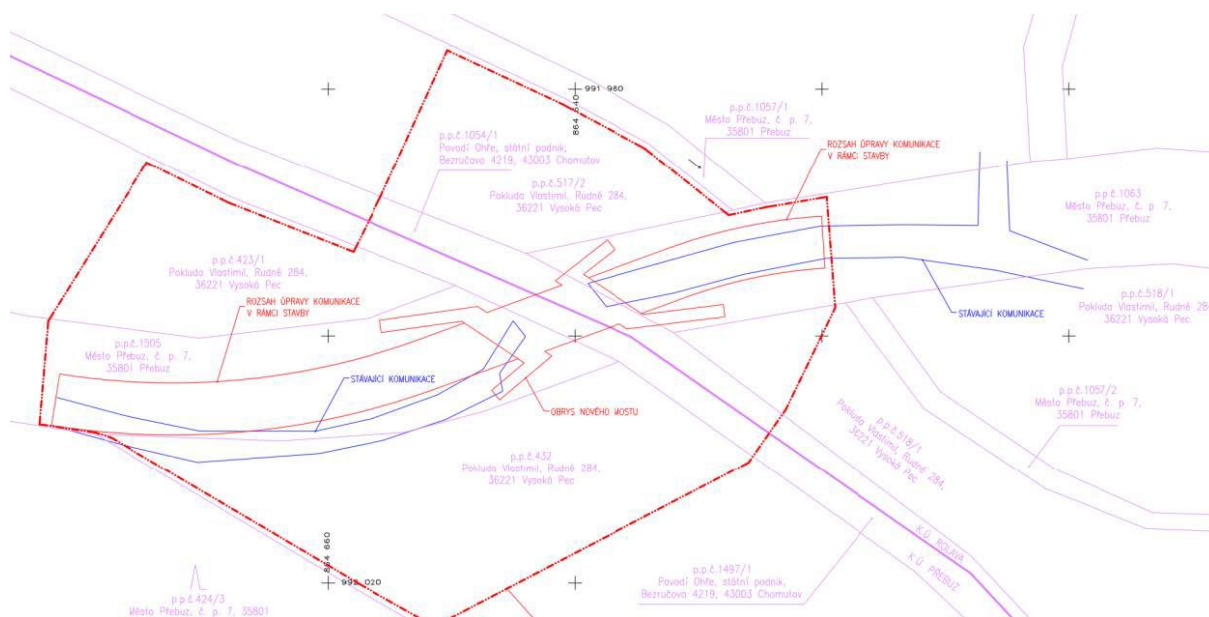 991 980
864 640
p.p.č.1057/1
Město Přebuz, č. p. 7,
35801 Přebuz
p.p.č.1054/1
Povodí Ohře, státní podnik,
Bezručova 4219, 43003 Chomutov
ROZSAH ÚPRAVY KOMUNIKACE
V RÁMCI STAVBY
p.p.č.517/2
Pokluda Vlastimil, Rudné 284,
36221 Vysoká Pec
p.p.č.1063
Město Přebuz, č. p. 7,
35801 Přebuz
p.p.č.423/1
Pokluda Vlastimil, Rudné 284,
36221 Vysoká Pec
ROZSAH ÚPRAVY KOMUNIKACE
V RÁMCI STAVBY
p.p.č.518/1
Pokluda Vlastimil, Rudné 284,
36221 Vysoká Pec
STÁVAJÍCÍ KOMUNIKACE
p.p.č.1505
Město Přebuz, č. p. 7,
35801 Přebuz
STÁVAJÍCÍ KOMUNIKACE
p.p.č.1057/2
Město Přebuz, č. p. 7,
35801 Přebuz
OBRYS NOVÉHO MOSTU
p.p.č.518/1
Pokluda Vlastimil, Rudné 284,
36221 Vysoká Pec
p.p.č.432
Pokluda Vlastimil, Rudné 284,
36221 Vysoká Pec
K.Ú ROLAVA
K.Ú PŘEBUZ
864 660
992 020
p.p.č.1497/1
Povodí Ohře, státní podnik,
Bezručova 4219, 43003 Chomutov
p.p.č.424/3
Město Přebuz, č. p. 7, 35801